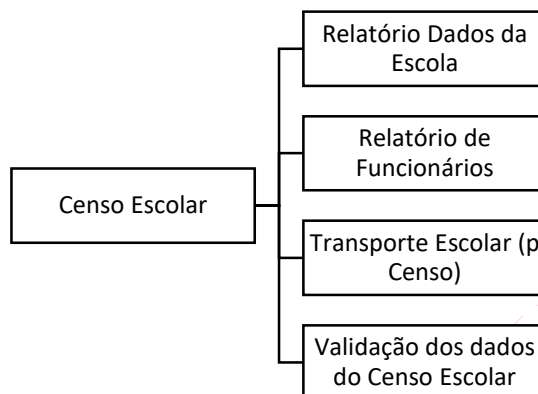 Relatório Dados da
Escola
Relatório de
Funcionários
Censo Escolar
Transporte Escolar (p
Censo)
Validação dos dados
do Censo Escolar